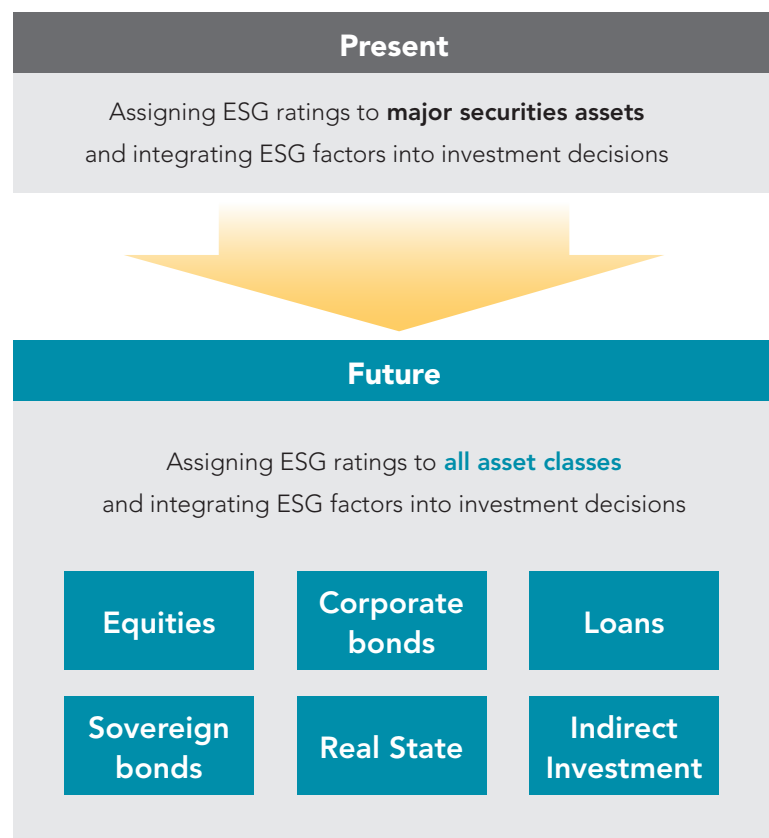 Present
Assigning ESG ratings to major securities assets
and integrating ESG factors into investment decisions
Future
Assigning ESG ratings to all asset classes
and integrating ESG factors into investment decisions
Equities
Corporate
bonds
Loans
Sovereign
bonds
Real State
Indirect
Investment